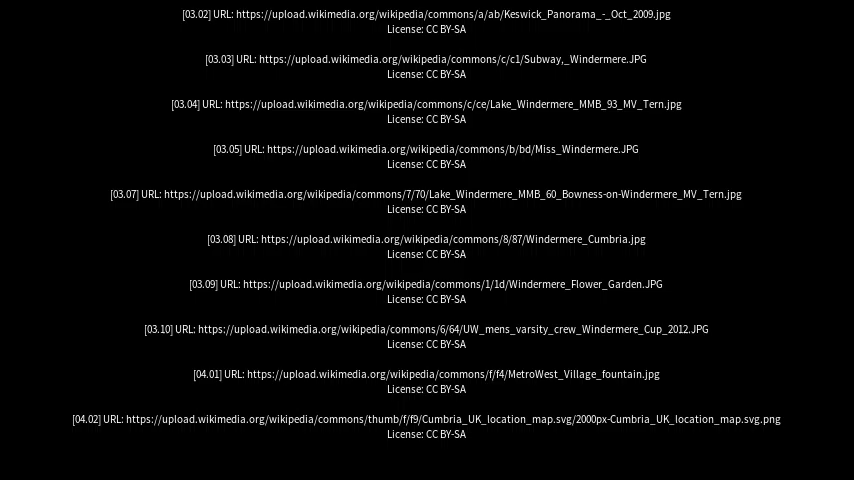 [03.02] URL: https://upload.wikimedia.org/wikipedia/commons/a/ab/Keswick_Panorama_-_Oct_2009.jpg
License: CC BY-SA
[03.03] URL: https://upload.wikimedia.org/wikipedia/commons/c/c1/Subway,_Windermere.JPG
License: CC BY-SA
[03.04] URL: https://upload.wikimedia.org/wikipedia/commons/c/ce/Lake_Windermere_MMB_93_MV_Tern.jpg
License: CC BY-SA
[03.05] URL: https://upload.wikimedia.org/wikipedia/commons/b/bd/Miss_Windermere.JPG
License: CC BY-SA
[03.07] URL: https://upload.wikimedia.org/wikipedia/commons/7/70/Lake_Windermere_MMB_60_Bowness-on-Windermere_MV_Tern.jpg
License: CC BY-SA
[03.08] URL: https://upload.wikimedia.org/wikipedia/commons/8/87/Windermere_Cumbria.jpg
License: CC BY-SA
[03.09] URL: https://upload.wikimedia.org/wikipedia/commons/1/1d/Windermere_Flower_Garden.JPG
License: CC BY-SA
[03.10] URL: https://upload.wikimedia.org/wikipedia/commons/6/64/UW_mens_varsity_crew_Windermere_Cup_2012.JPG
License: CC BY-SA
[04.01] URL: https://upload.wikimedia.org/wikipedia/commons/f/f4/MetroWest_Village_fountain.jpg
License: CC BY-SA
[04.02] URL: https://upload.wikimedia.org/wikipedia/commons/thumb/f/f9/Cumbria_UK_location_map.svg/2000px-Cumbria_UK_location_map.svg.png
License: CC BY-SA